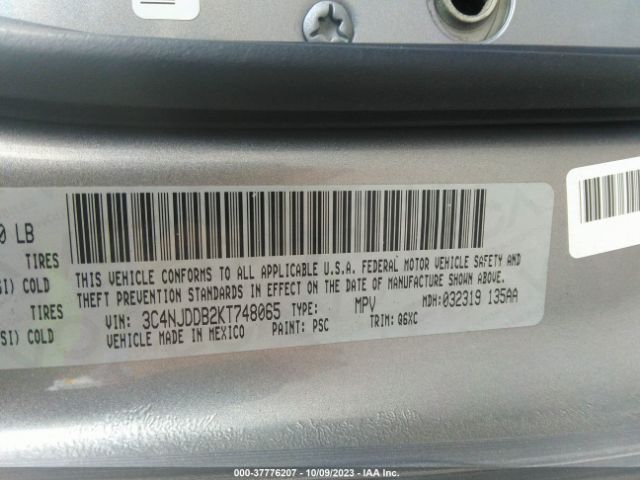 0 LB
TIRES
SI) COLD
TIRES
SI) COLD
THIS VEHICLE CONFORMS TO ALL APPLICABLE U.S.A. FEDERAL MOTOR VEHICLE SAFETY AND
THEFT PREVENTION STANDARDS IN EFFECT ON THE DATE OF MANUFACTURE SHOWN ABOVE.
VIN: 3C4NJDDB2KT748065 TYPE: MPV MDH:032319 135AA
VEHICLE MADE IN MEXICO PAINT: PSC TRIM: Q6XC
000-37776207 - 10/09/2023 - IAA Inc.